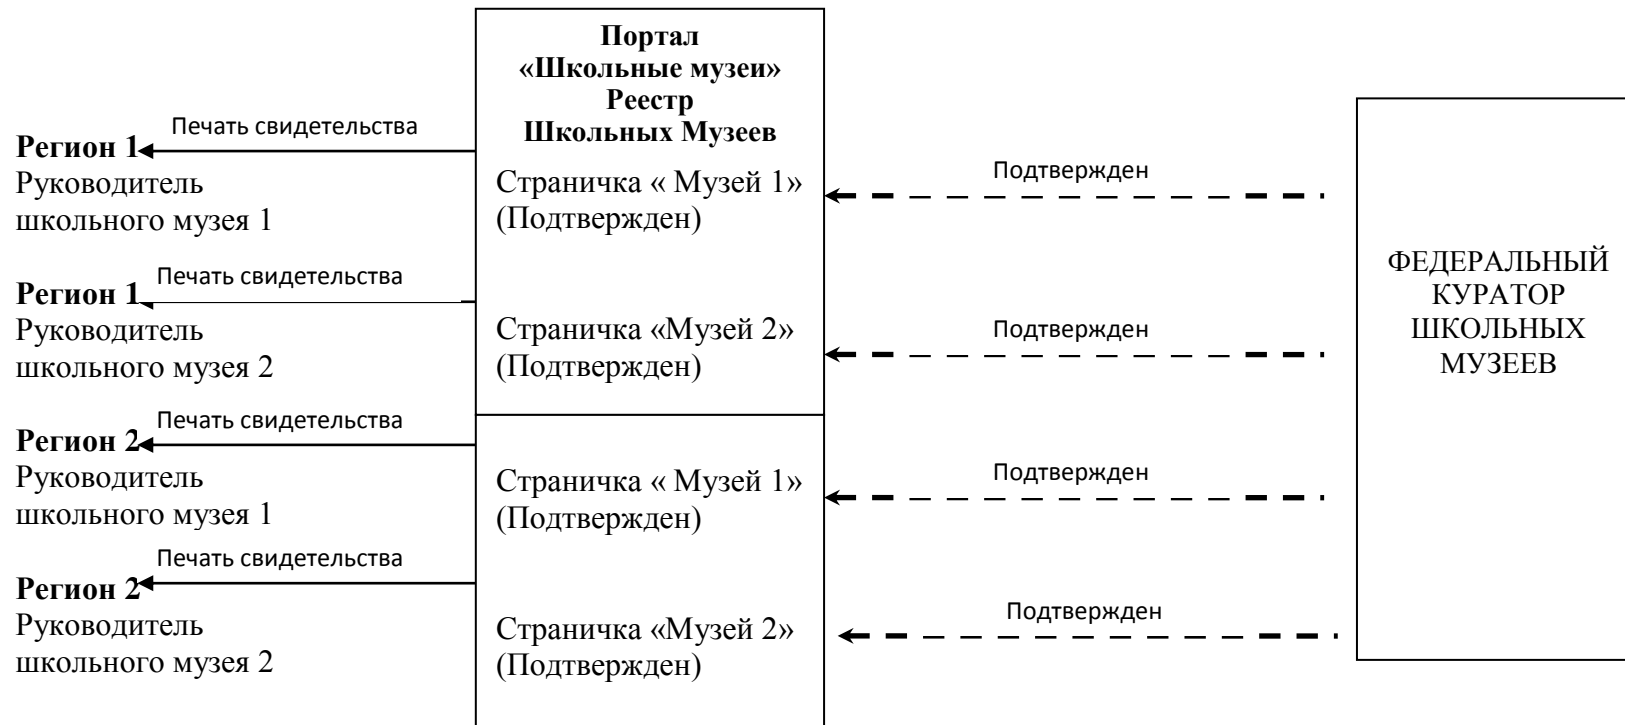 Портал
«Школьные музеи»
Реестр
Школьных Музеев
Печать свидетельства
Регион 1
Руководитель
школьного музея 1
Страничка « Музей 1»
(Подтвержден)
Подтвержден
Печать свидетельства
Регион 1
Руководитель
школьного музея 2
Страничка «Музей 2»
(Подтвержден)
Подтвержден
Печать свидетельства
Регион 2
Руководитель
школьного музея 1
Страничка « Музей 1»
(Подтвержден)
Подтвержден
Печать свидетельства
Регион 2
Руководитель
школьного музея 2
Страничка «Музей 2»
(Подтвержден)
Подтвержден
ФЕДЕРАЛЬНЫЙ
КУРАТОР
ШКОЛЬНЫХ
МУЗЕЕВ